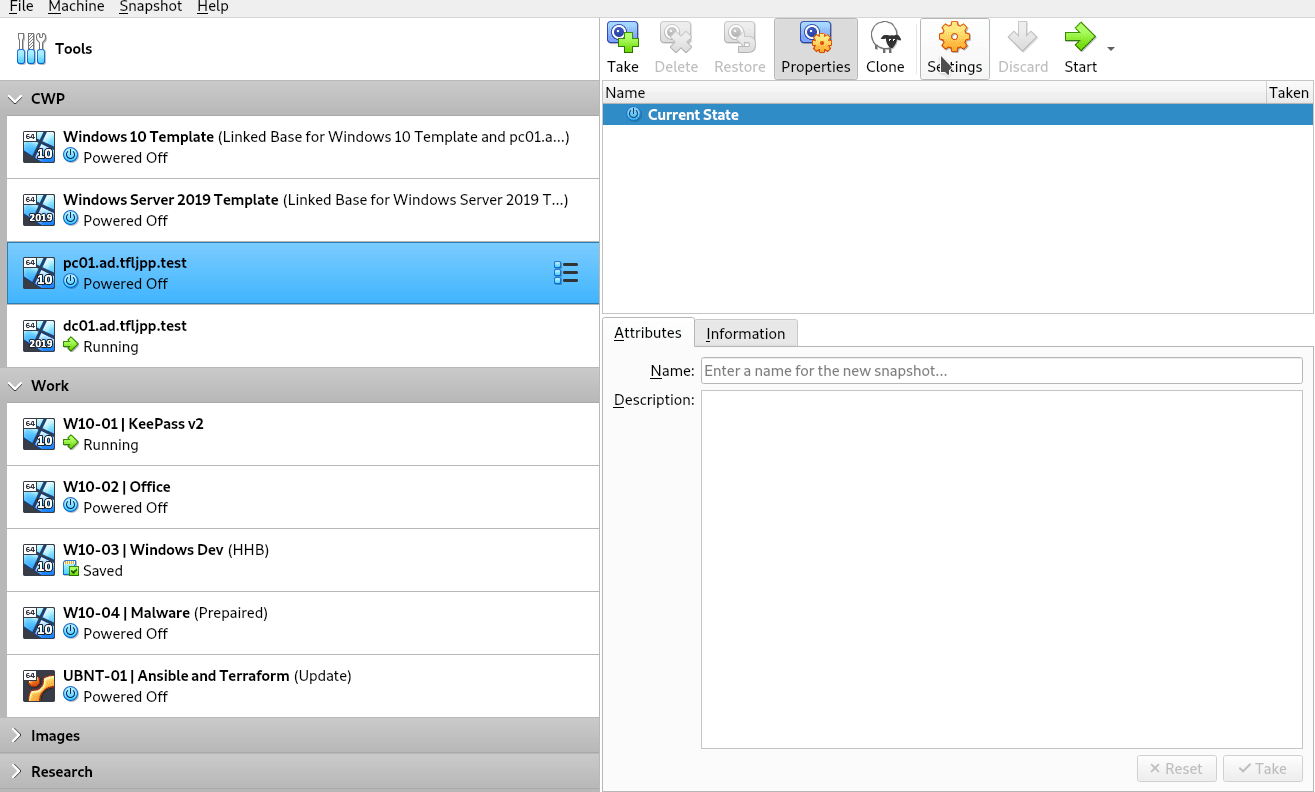 File Machine Snapshot Help
Tools
CWP
64 10 Windows 10 Template (Linked Base for Windows 10 Template and pc01.a...)
Powered Off
64 2019 Windows Server 2019 Template (Linked Base for Windows Server 2019 T...)
Powered Off
64 10 pc01.ad.tfljpp.test
Powered Off
64 2019 dc01.ad.tfljpp.test
Running
Work
64 10 W10-01 | KeePass v2
Running
64 10 W10-02 | Office
Powered Off
64 10 W10-03 | Windows Dev (HHB)
Saved
64 10 W10-04 | Malware (Prepaired)
Powered Off
64 UBNT-01 | Ansible and Terraform (Update)
Powered Off
Images
Research
Take Delete Restore Properties Clone Settings Discard Start
Name Taken
Current State
Attributes Information
Name: Enter a name for the new snapshot...
Description:
Reset Take